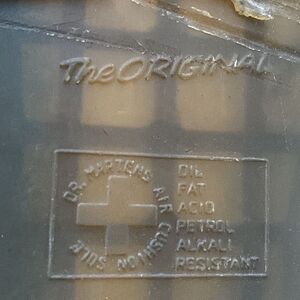 The ORIGINAL
DR. MARTENS AIR CUSHION SOLE
OIL
FAT
ACID
PETROL
ALKALI
RESISTANT